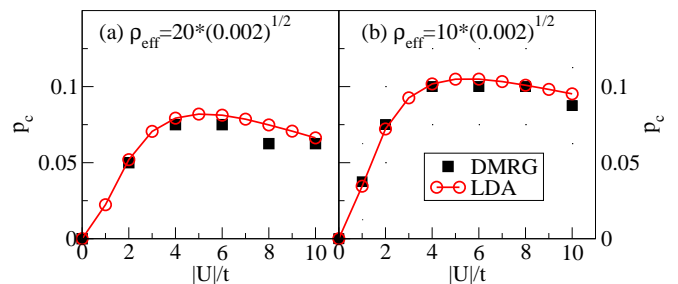 (a) ρeff=20*(0.002)^1/2
(b) ρeff=10*(0.002)^1/2
0.1
0.1
pc
pc
0.05
0.05
DMRG
LDA
0
0
0 2 4 6 8 10
0 2 4 6 8 10
|U|/t
|U|/t